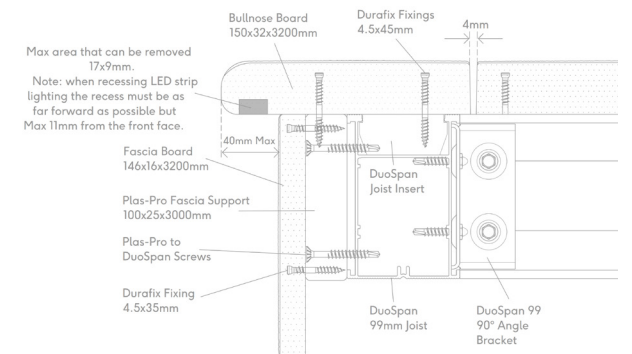 Bullnose Board
150x32x3200mm
Durafix Fixings
4.5x45mm
4mm
Max area that can be removed
17x9mm.
Note: when recessing LED strip
lighting the recess must be as
far forward as possible but
Max 11mm from the front face.
40mm Max
Fascia Board
146x16x3200mm
Plas-Pro Fascia Support
100x25x3000mm
Plas-Pro to
DuoSpan Screws
Durafix Fixing
4.5x35mm
DuoSpan
Joist Insert
DuoSpan
99mm Joist
DuoSpan 99
90° Angle
Bracket